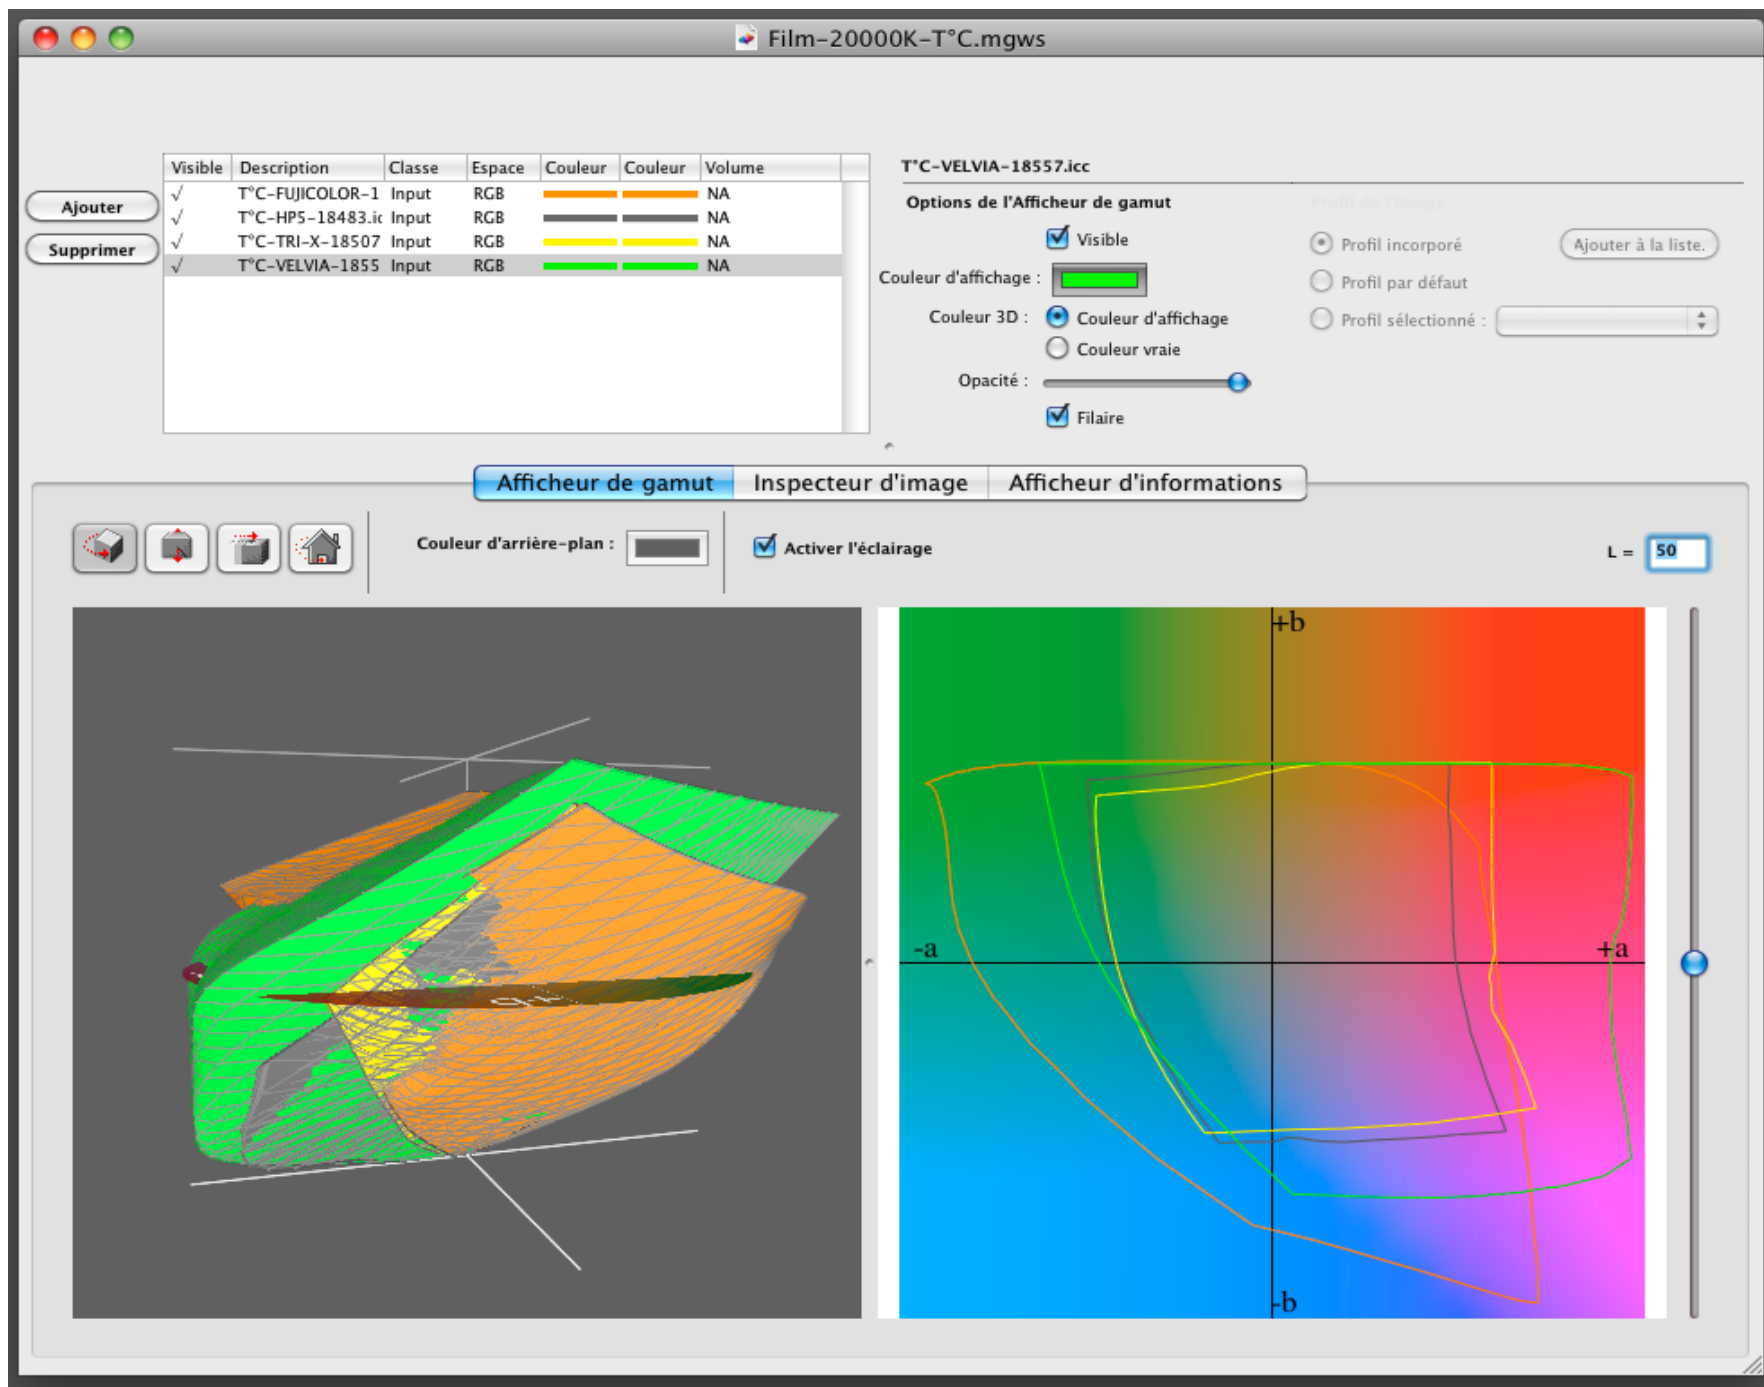 Film-20000K-T°C.mgws
Visible Description Classe Espace Couleur Couleur Volume
√ T°C-FUJICOLOR-1 Input RGB NA
√ T°C-HP5-18483.ic Input RGB NA
√ T°C-TRI-X-18507 Input RGB NA
√ T°C-VELVIA-1855 Input RGB NA
Ajouter
Supprimer
T°C-VELVIA-18557.icc
Options de l'Afficheur de gamut
Profil de l'image
Visible
Couleur d'affichage :
Couleur 3D :
Couleur d'affichage
Couleur vraie
Opacité :
Filaire
Profil incorporé
Ajouter à la liste.
Profil par défaut
Profil sélectionné :
Afficheur de gamut
Inspecteur d'image
Afficheur d'informations
Couleur d'arrière-plan :
Activer l'éclairage
L = 50
+b
-a
+a
-b